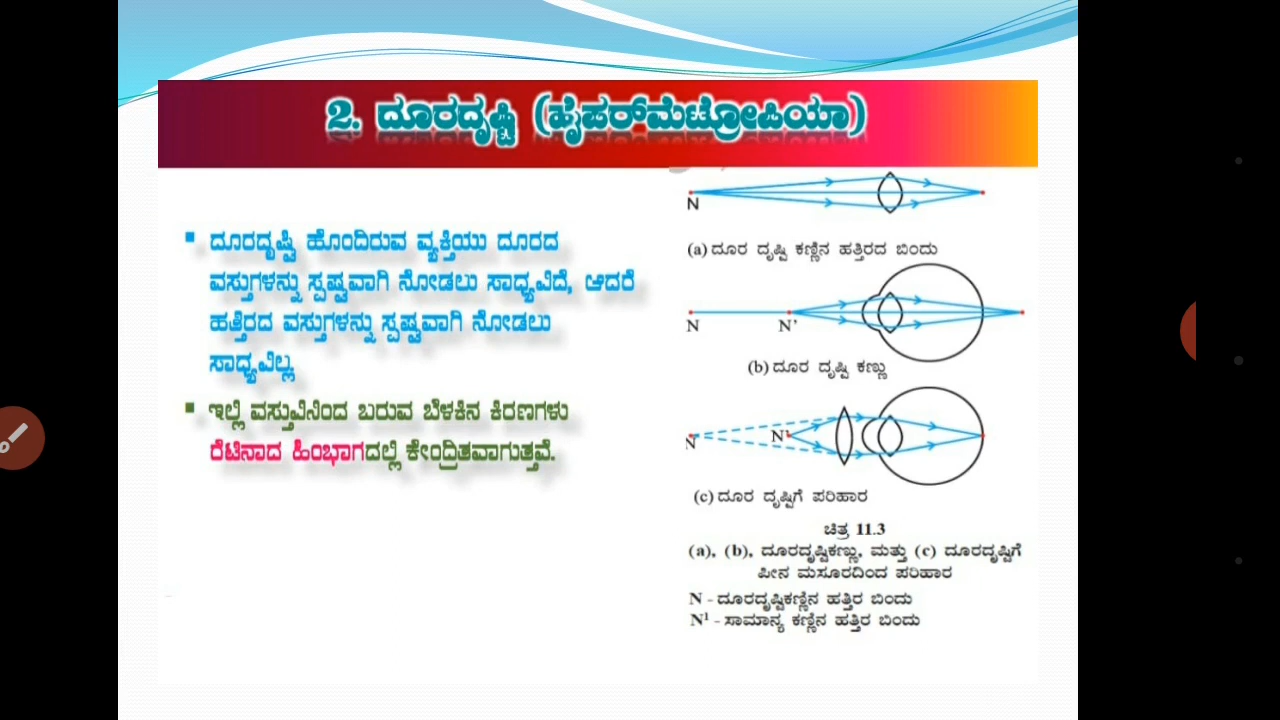 2. ದೂರದೃಷ್ಟಿ (ಹೈಪರ್‌ಮೆಟ್ರೋಪಿಯಾ)
▪ ದೂರದೃಷ್ಟಿ ಹೊಂದಿರುವ ವ್ಯಕ್ತಿಯು ದೂರದ
ವಸ್ತುಗಳನ್ನು ಸ್ಪಷ್ಟವಾಗಿ ನೋಡಲು ಸಾಧ್ಯವಿದೆ, ಆದರೆ
ಹತ್ತಿರದ ವಸ್ತುಗಳನ್ನು ಸ್ಪಷ್ಟವಾಗಿ ನೋಡಲು
ಸಾಧ್ಯವಿಲ್ಲ.
▪ ಇಲ್ಲಿ ವಸ್ತುವಿನಿಂದ ಬರುವ ಬೆಳಕಿನ ಕಿರಣಗಳು
ರೆಟಿನಾದ ಹಿಂಭಾಗದಲ್ಲಿ ಕೇಂದ್ರಿತವಾಗುತ್ತವೆ.
N
(a) ದೂರ ದೃಷ್ಟಿ ಕಣ್ಣಿನ ಹತ್ತಿರದ ಬಿಂದು
N N’
(b) ದೂರ ದೃಷ್ಟಿ ಕಣ್ಣು
N N¹
(c) ದೂರ ದೃಷ್ಟಿಗೆ ಪರಿಹಾರ
ಚಿತ್ರ 11.3
(a), (b), ದೂರದೃಷ್ಟಿಕಣ್ಣು, ಮತ್ತು (c) ದೂರದೃಷ್ಟಿಗೆ
ಪೀನ ಮಸೂರದಿಂದ ಪರಿಹಾರ
N - ದೂರದೃಷ್ಟಿಕಣ್ಣಿನ ಹತ್ತಿರ ಬಿಂದು
N¹ - ಸಾಮಾನ್ಯ ಕಣ್ಣಿನ ಹತ್ತಿರ ಬಿಂದು